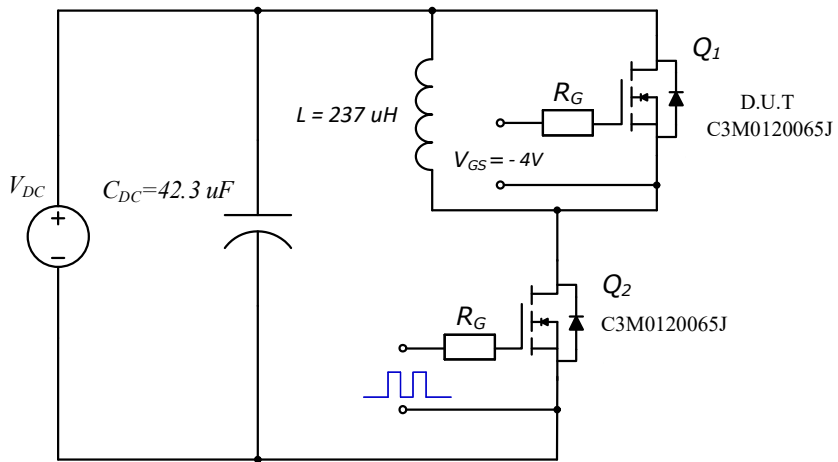 Q1
RG
D.U.T
C3M0120065J
L = 237 uH
VGS = - 4V
VDC
CDC=42.3 uF
Q2
RG
C3M0120065J